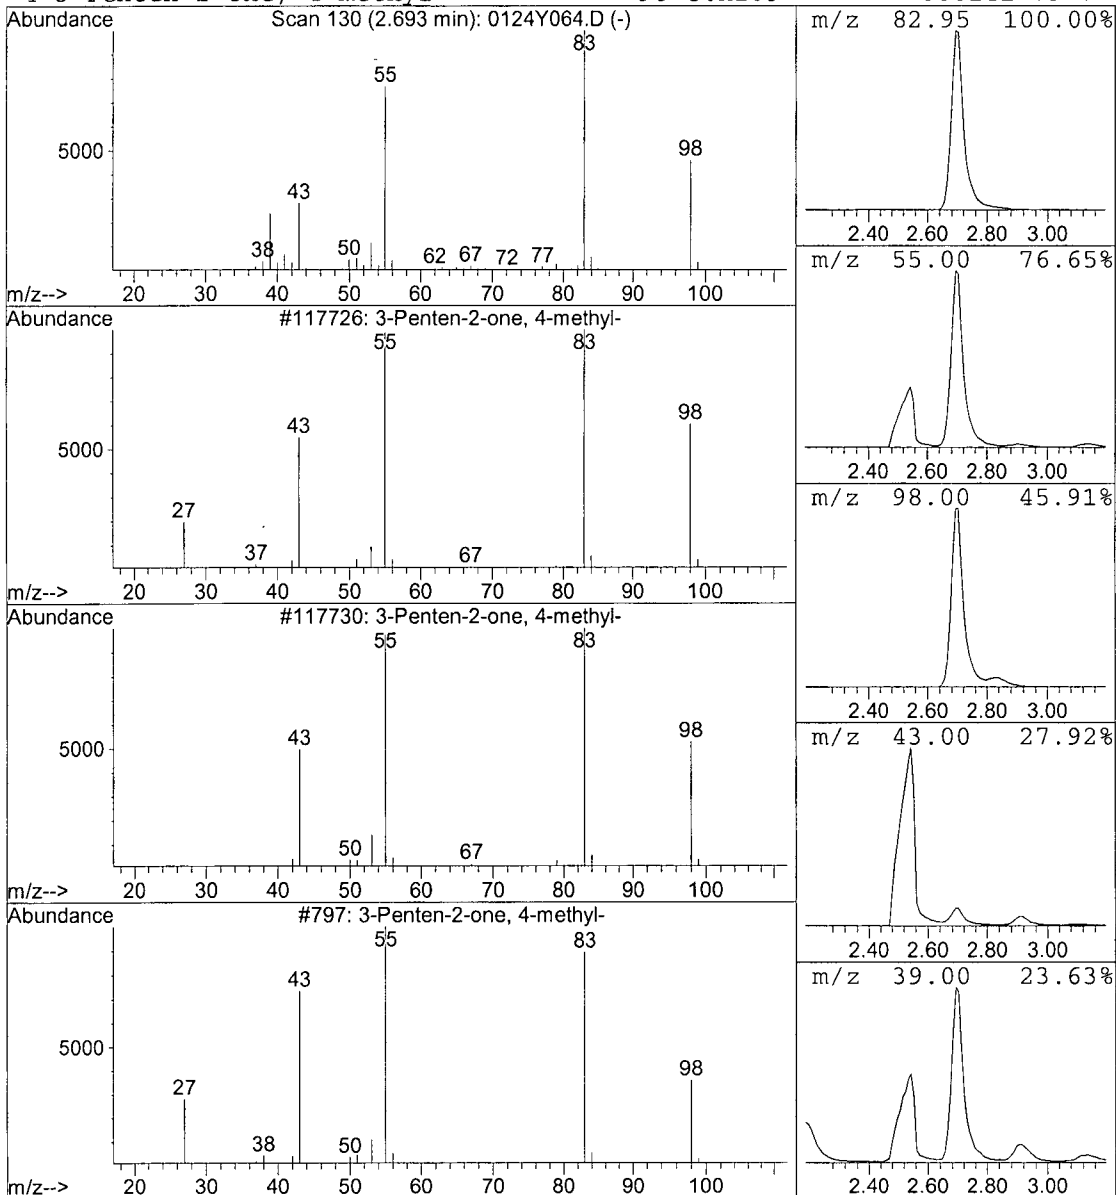 Abundance
Scan 130 (2.693 min): 0124Y064.D (-)
83
55
5000
98
43
38
50
62
67
72
77
m/z-->
20 30 40 50 60 70 80 90 100
Abundance
#117726: 3-Penten-2-one, 4-methyl-
55
83
98
43
5000
27
37
67
m/z-->
20 30 40 50 60 70 80 90 100
Abundance
#117730: 3-Penten-2-one, 4-methyl-
55
83
43
98
5000
50
67
m/z-->
20 30 40 50 60 70 80 90 100
Abundance
#797: 3-Penten-2-one, 4-methyl-
55
83
43
5000
98
27
38
50
m/z-->
20 30 40 50 60 70 80 90 100
m/z 82.95 100.00%
2.40 2.60 2.80 3.00
m/z 55.00 76.65%
2.40 2.60 2.80 3.00
m/z 98.00 45.91%
2.40 2.60 2.80 3.00
m/z 43.00 27.92%
2.40 2.60 2.80 3.00
m/z 39.00 23.63%
2.40 2.60 2.80 3.00